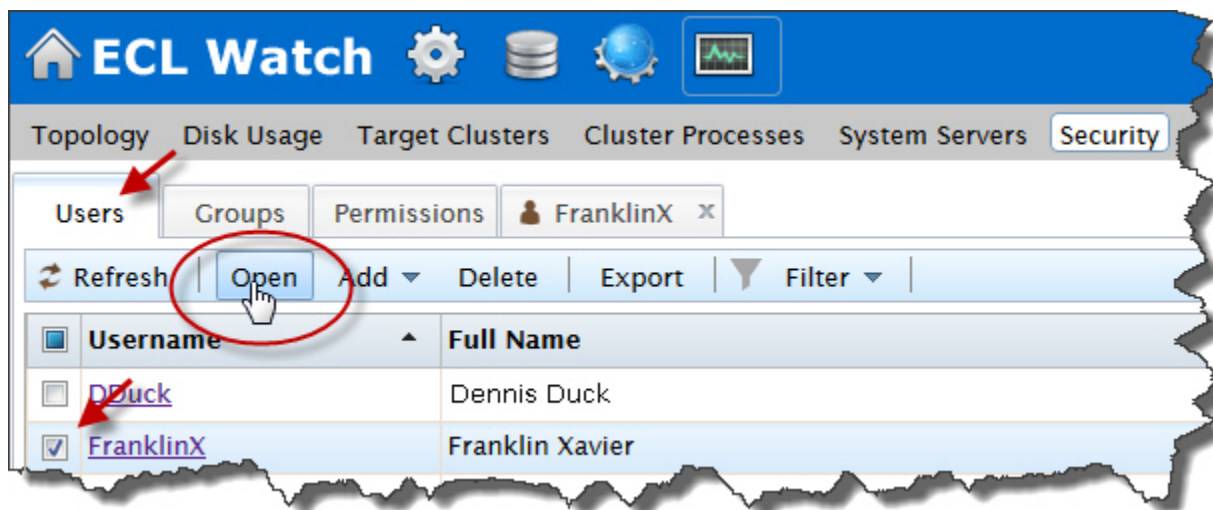 ECL Watch
Topology Disk Usage Target Clusters Cluster Processes System Servers Security
Users Groups Permissions FranklinX x
Refresh Open Add Delete Export Filter
Username Full Name
DDuck Dennis Duck
FranklinX Franklin Xavier